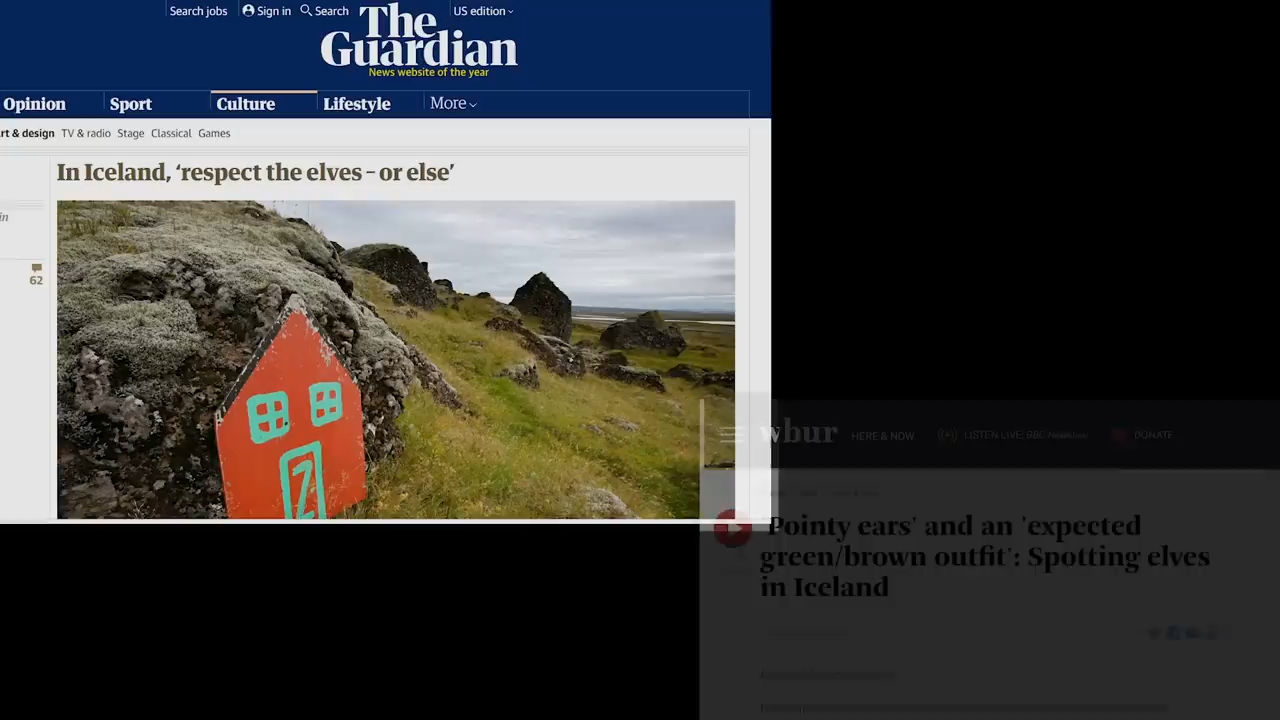 Search jobs
Sign in
Search
US edition
The
Guardian
News website of the year
Opinion
Sport
Culture
Lifestyle
More
rt & design TV & radio Stage Classical Games
In Iceland, ‘respect the elves – or else’
in
62
wbur
HERE & NOW
LISTEN LIVE:
DONATE
'Pointy ears' and an 'expected
green/brown outfit': Spotting elves
in Iceland